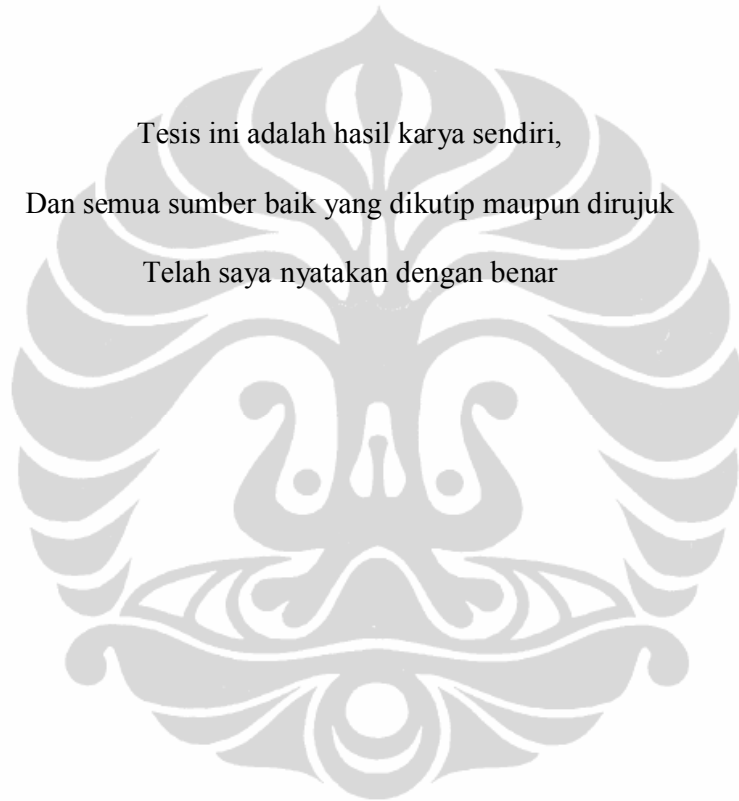 Tesis ini adalah hasil karya sendiri,
Dan semua sumber baik yang dikutip maupun dirujuk
Telah saya nyatakan dengan benar